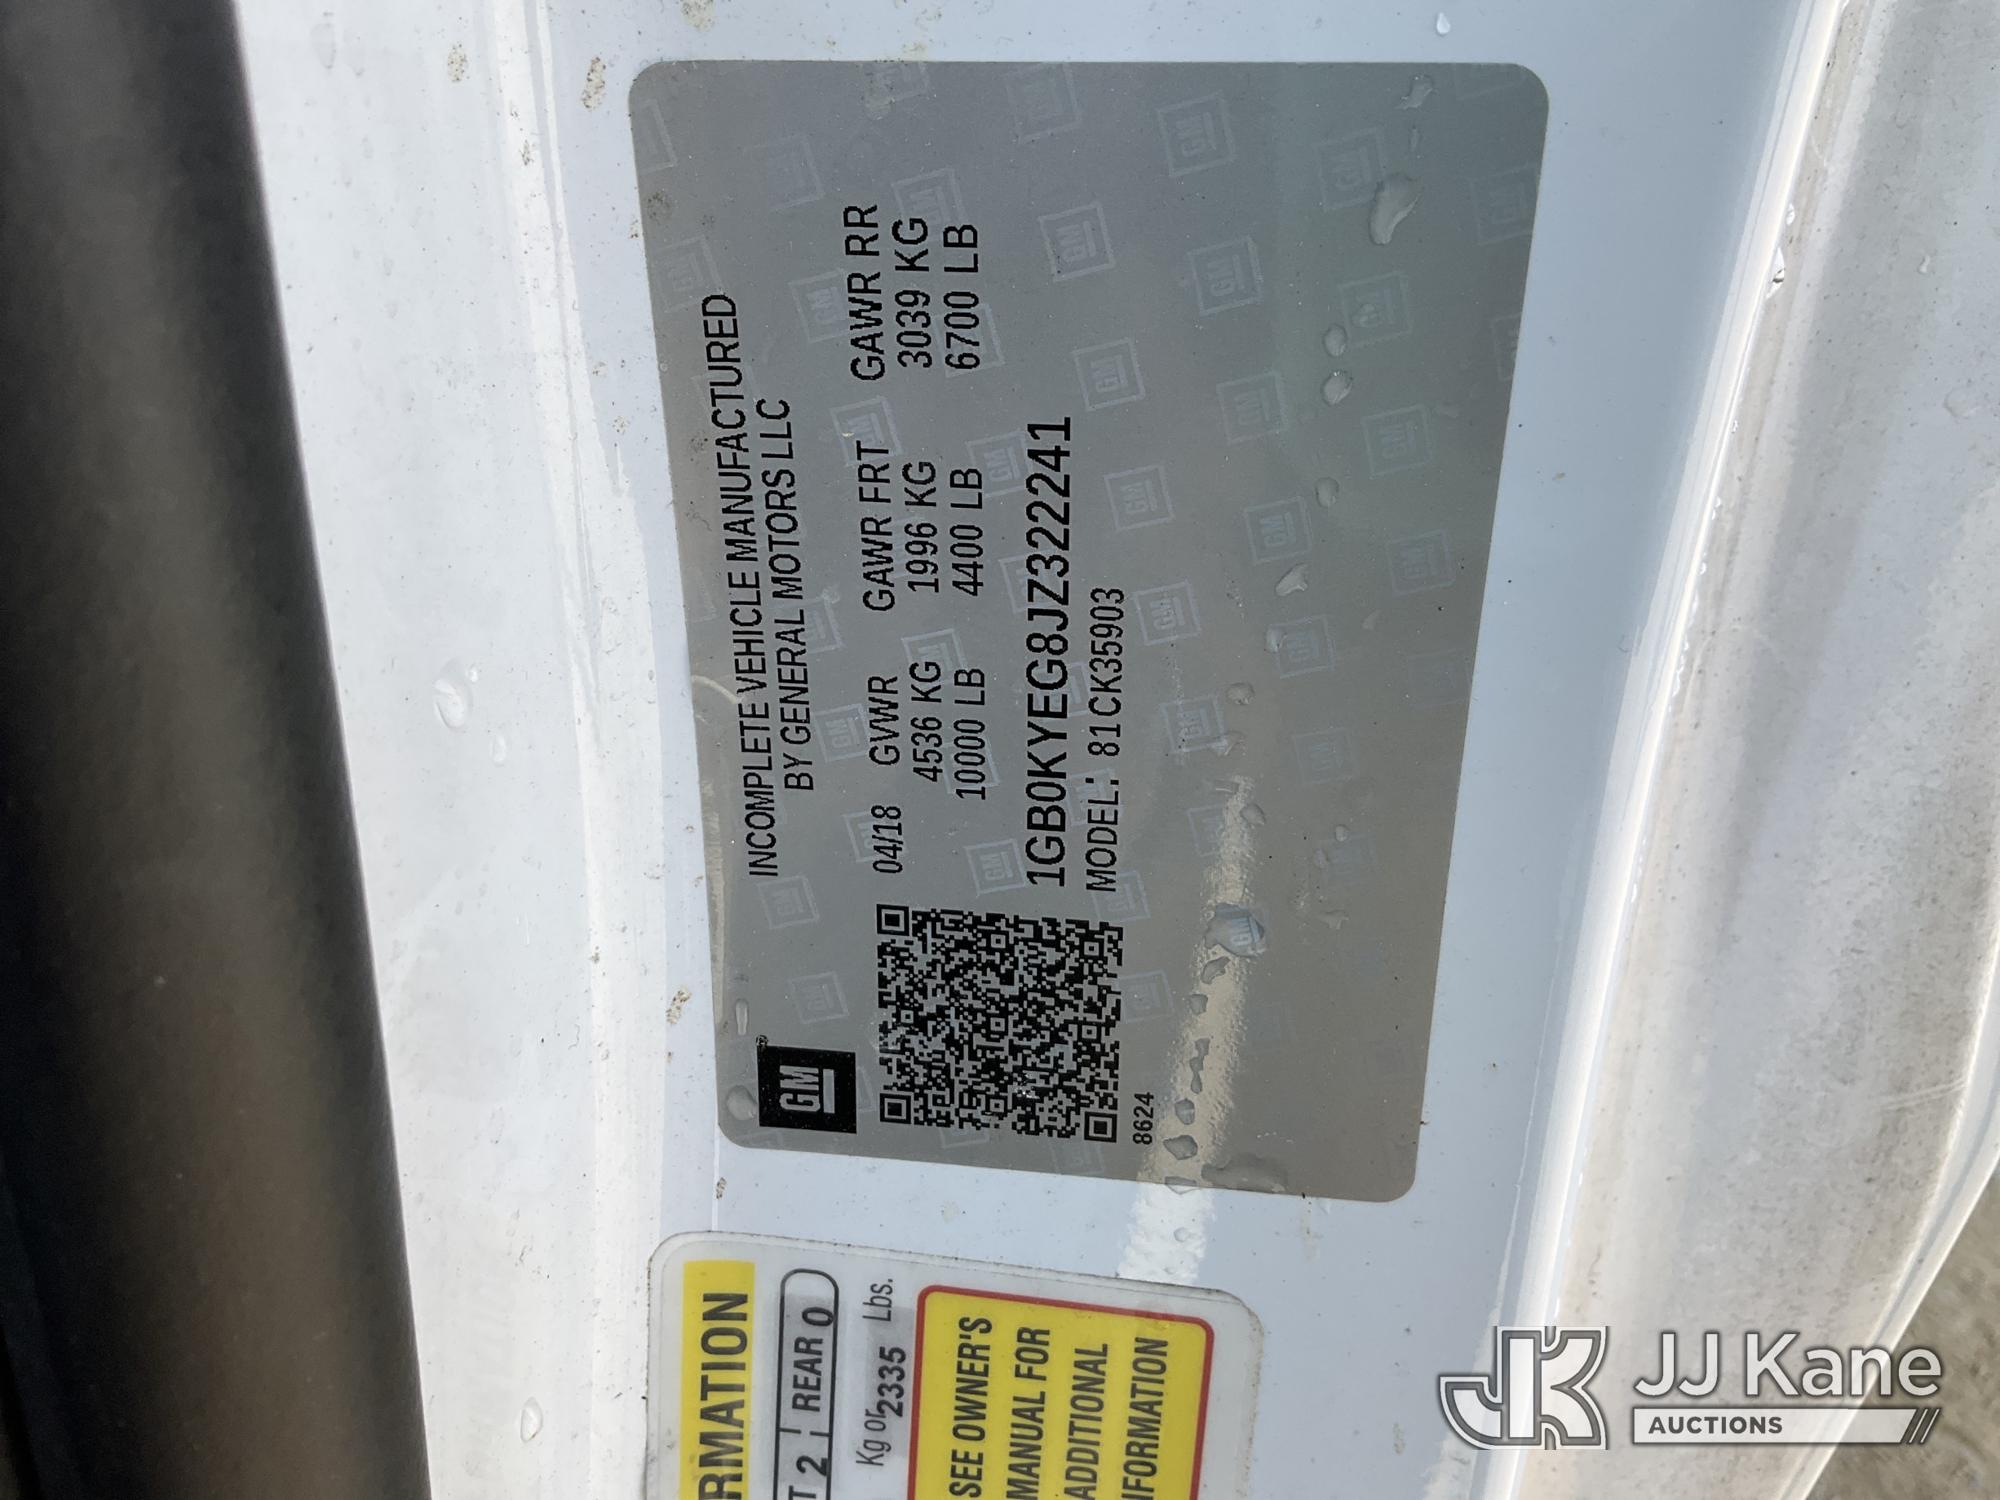 GM
INCOMPLETE VEHICLE MANUFACTURED
BY GENERAL MOTORS LLC
04/18 GVWR GAWR FRT GAWR RR
4536 KG 1996 KG 3039 KG
10000 LB 4400 LB 6700 LB
1GB0KYEG8JZ322241
MODEL: 81CK35903
8624
RMATION
T 2 REAR 0
Kg or 2335 Lbs.
SEE OWNER'S
MANUAL FOR
ADDITIONAL
INFORMATION
JJ Kane
AUCTIONS